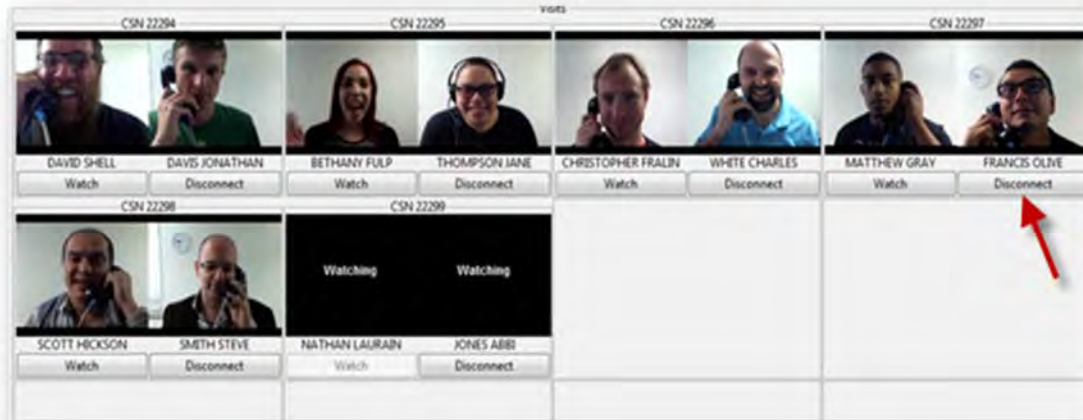 Visits
CSN 22294
CSN 22295
CSN 22296
CSN 22297
DAVID SHELL
DAVIS JONATHAN
BETHANY FULP
THOMPSON JANE
CHRISTOPHER FRALIN
WHITE CHARLES
MATTHEW GRAY
FRANCIS OLIVE
Watch
Disconnect
Watch
Disconnect
Watch
Disconnect
Watch
Disconnect
CSN 22298
CSN 22299
Watching
Watching
SCOTT HICKSON
SMITH STEVE
NATHAN LAURAIN
JONES ABBI
Watch
Disconnect
Watch
Disconnect